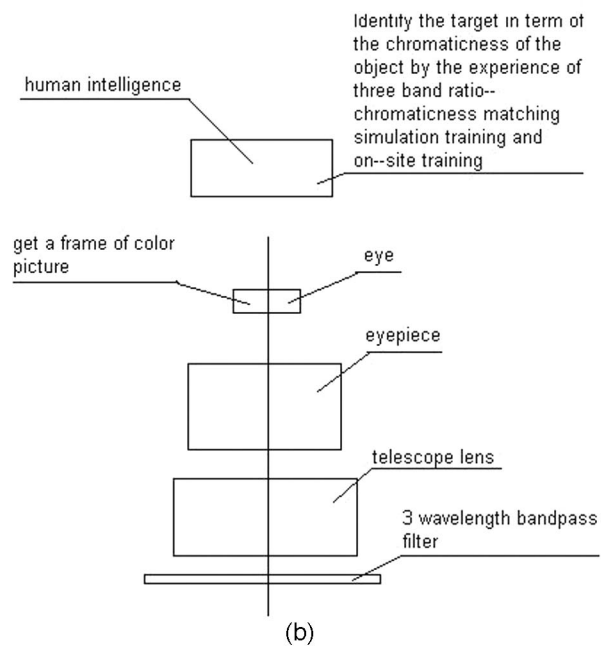 Identify the target in term of
the chromaticness of the
object by the experience of
three band ratio--
chromaticness matching
simulation training and
on--site training
human intelligence
get a frame of color
picture
eye
eyepiece
telescope lens
3 wavelength bandpass
filter
(b)